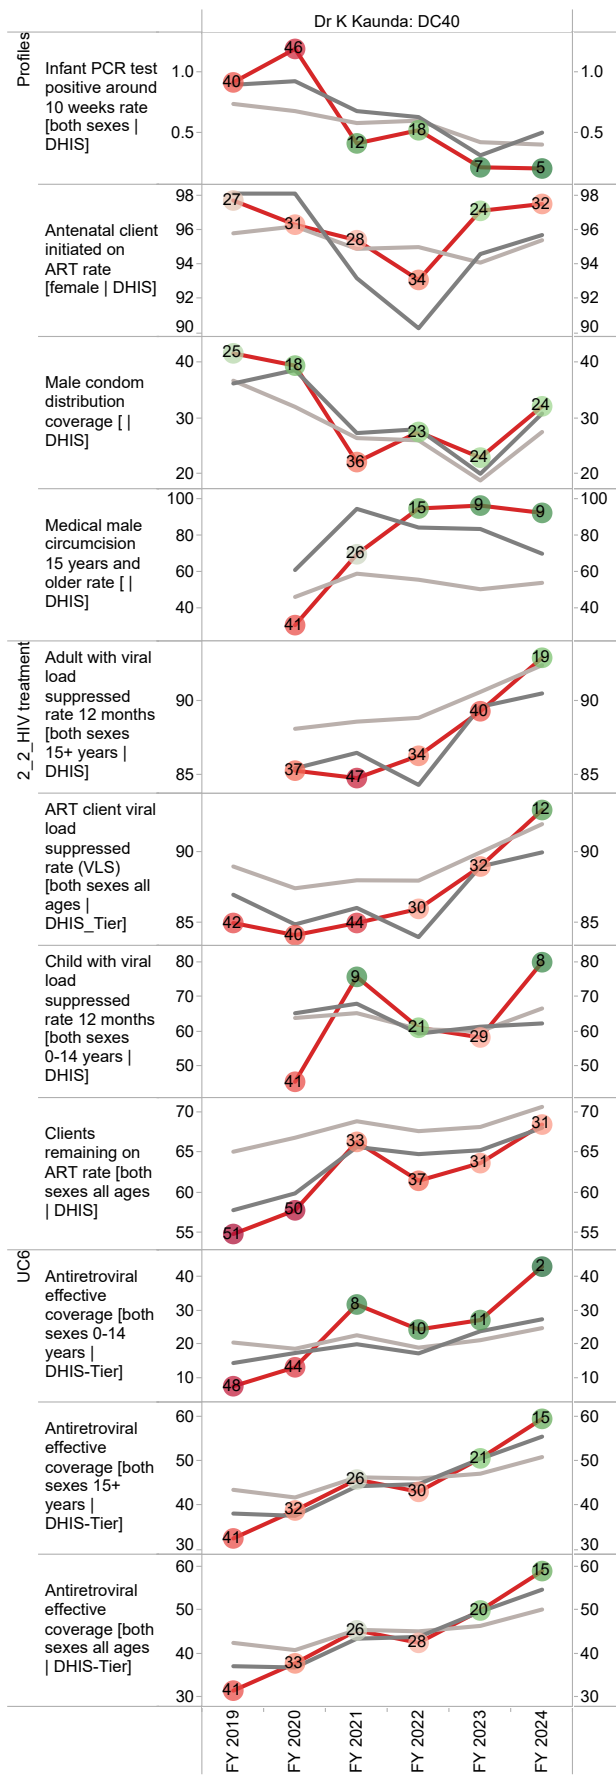 Dr K Kaunda: DC40
Profiles
Infant PCR test
positive around
10 weeks rate
[both sexes |
DHIS]
1.0
0.5
40
46
12
18
7
5
1.0
0.5
Antenatal client
initiated on
ART rate
[female | DHIS]
98
96
94
92
90
27
31
28
34
24
32
98
96
94
92
90
Male condom
distribution
coverage [ |
DHIS]
40
30
20
25
18
36
23
24
24
40
30
20
Medical male
circumcision
15 years and
older rate [ |
DHIS]
100
80
60
40
41
26
15
9
9
100
80
60
40
2_2_HIV treatment
Adult with viral
load
suppressed
rate 12 months
[both sexes
15+ years |
DHIS]
90
85
37
47
34
40
19
90
85
ART client viral
load
suppressed
rate (VLS)
[both sexes all
ages |
DHIS_Tier]
90
85
42
40
44
30
32
12
90
85
Child with viral
load
suppressed
rate 12 months
[both sexes
0-14 years |
DHIS]
80
70
60
50
41
9
21
29
8
80
70
60
50
Clients
remaining on
ART rate [both
sexes all ages
| DHIS]
70
65
60
55
51
50
33
37
31
31
70
65
60
55
UC6
Antiretroviral
effective
coverage [both
sexes 0-14
years |
DHIS-Tier]
40
30
20
10
48
44
8
10
11
2
40
30
20
10
Antiretroviral
effective
coverage [both
sexes 15+
years |
DHIS-Tier]
60
50
40
30
41
32
26
30
21
15
60
50
40
30
Antiretroviral
effective
coverage [both
sexes all ages
| DHIS-Tier]
60
50
40
30
41
33
26
28
20
15
60
50
40
30
FY 2019
FY 2020
FY 2021
FY 2022
FY 2023
FY 2024